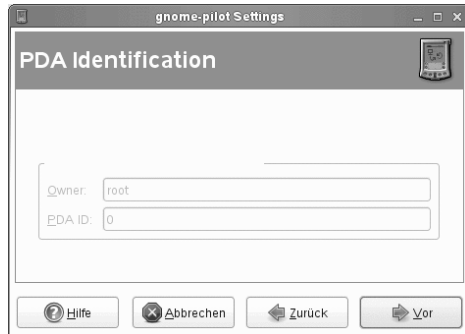 gnome-pilot Settings
PDA Identification
Owner: root
PDA ID: 0
Hilfe
Abbrechen
Zurück
Vor